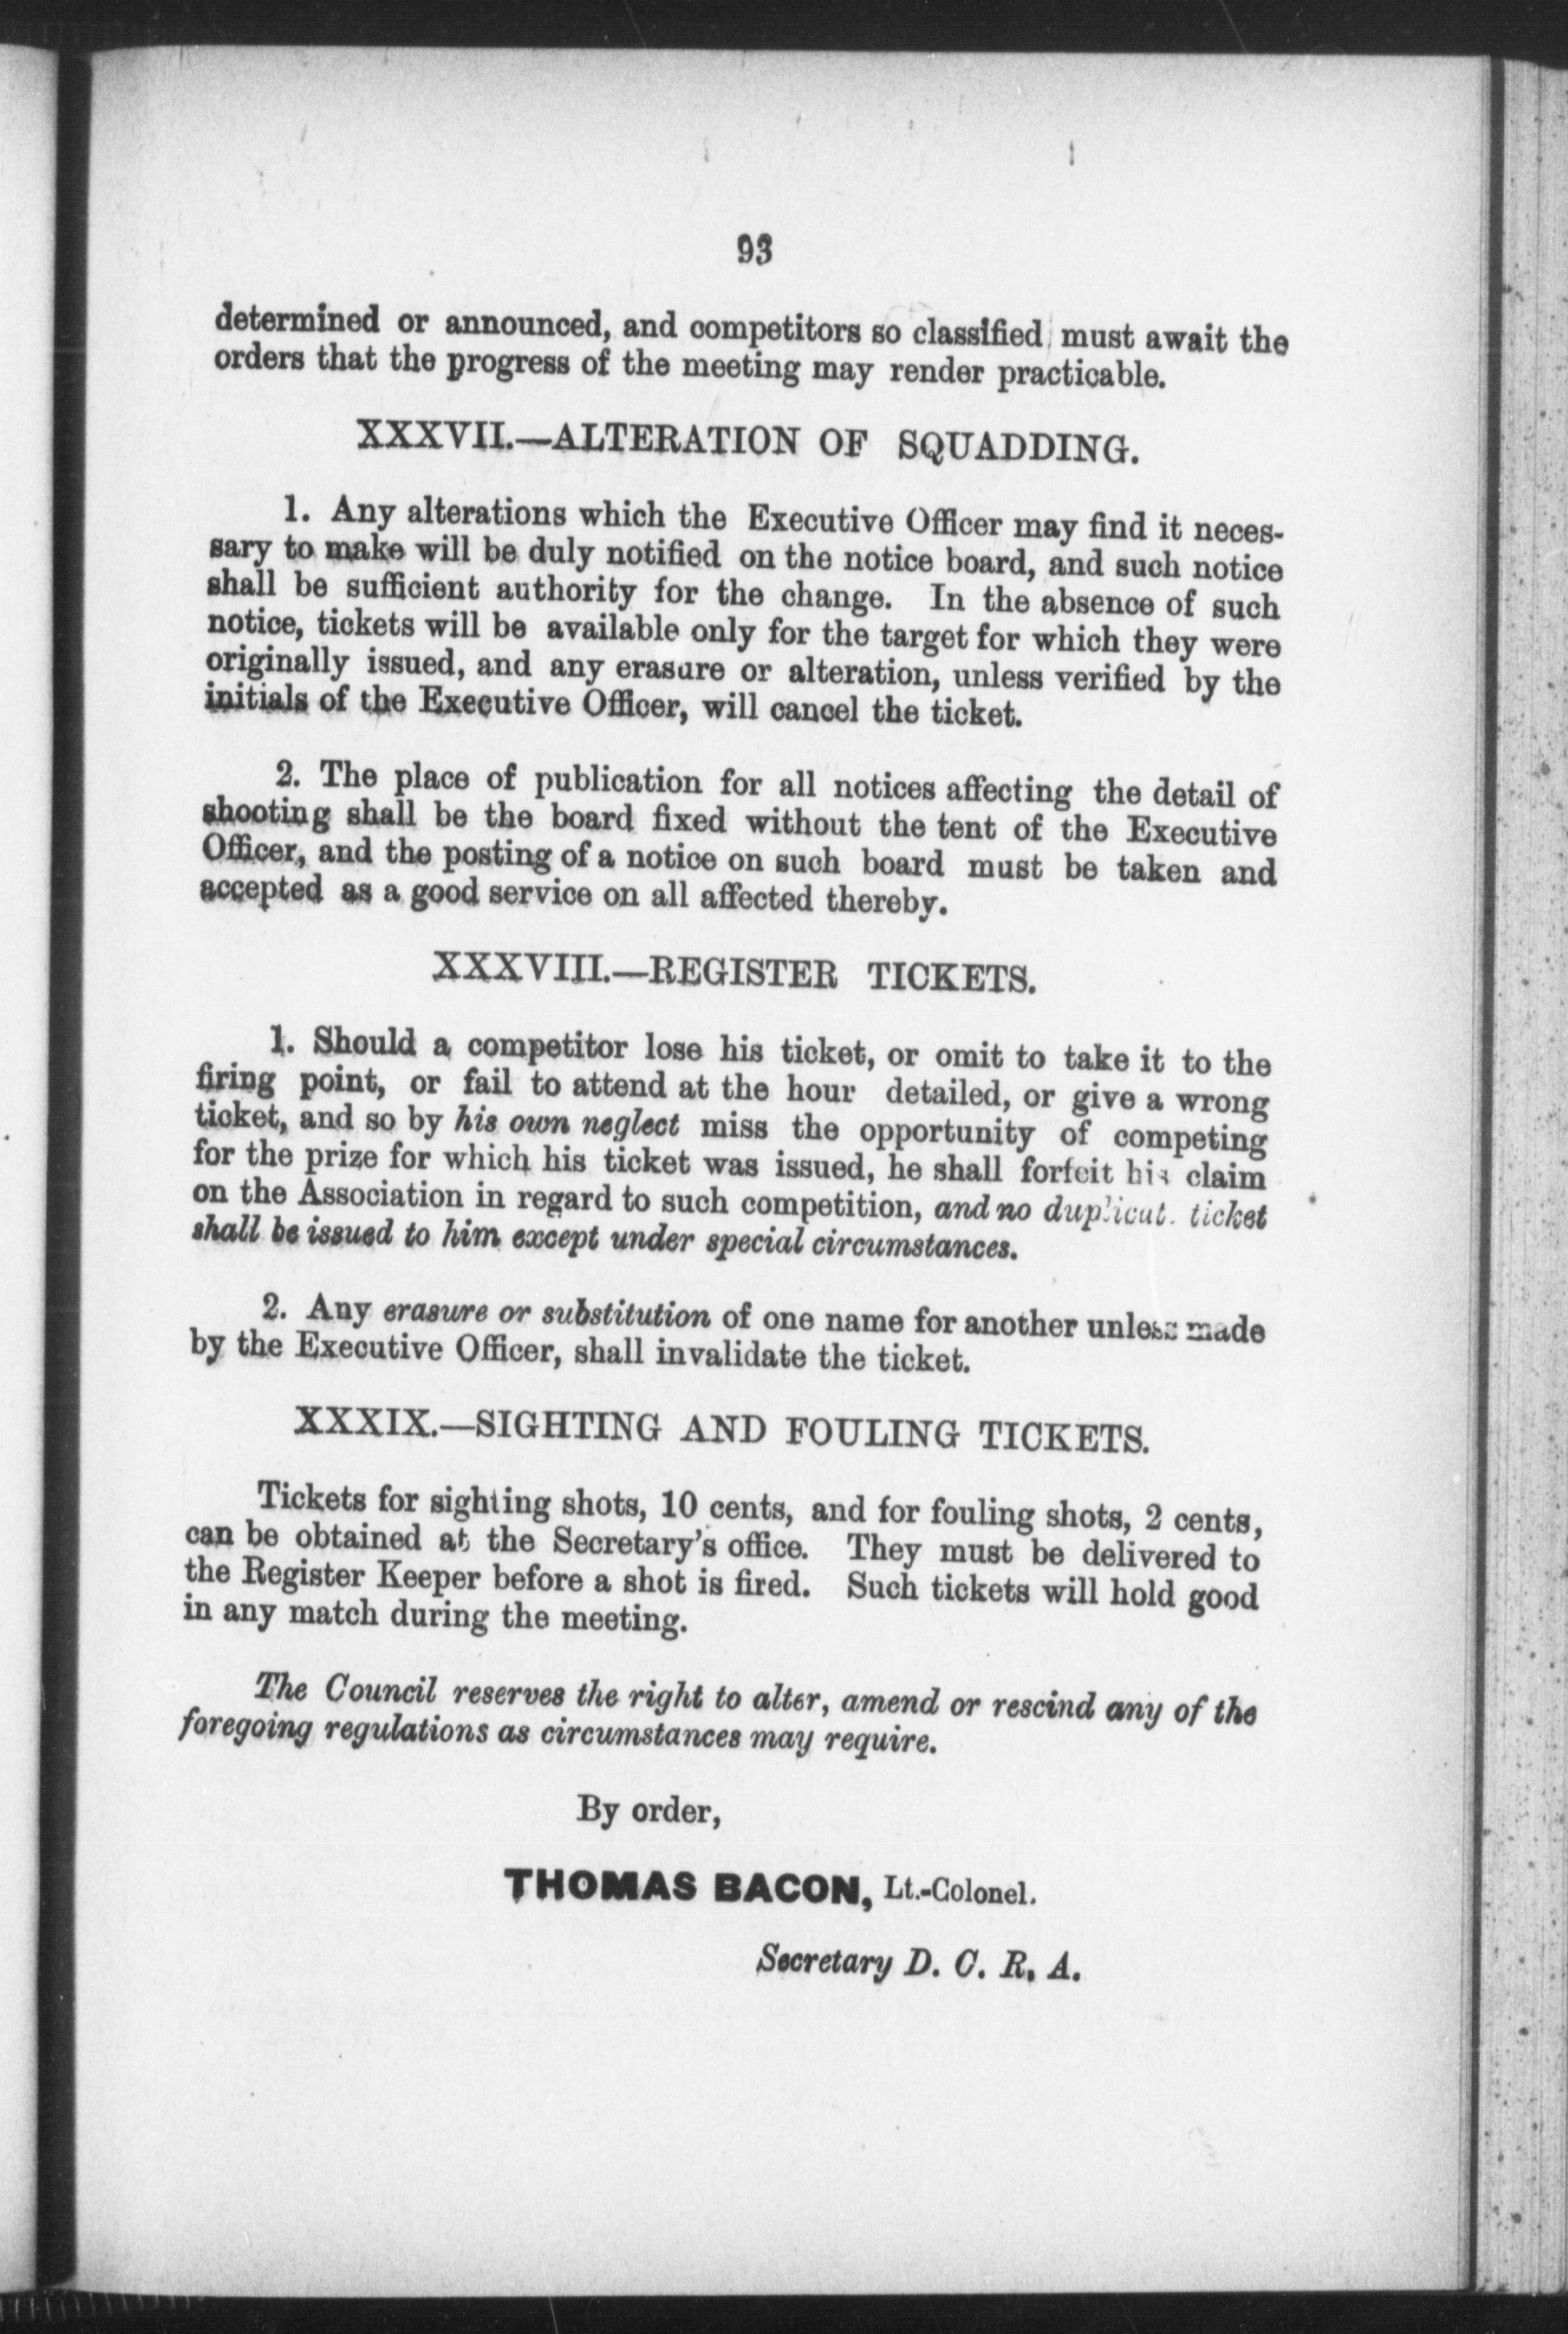 93
determined or announced, and competitors so classified must await the
orders that the progress of the meeting may render practicable.
XXXVII.—ALTERATION OF SQUADDING.
1. Any alterations which the Executive Officer may find it neces-
sary to make will be duly notified on the notice board, and such notice
shall be sufficient authority for the change. In the absence of such
notice, tickets will be available only for the target for which they were
originally issued, and any erasure or alteration, unless verified by the
initials of the Executive Officer, will cancel the ticket.
2. The place of publication for all notices affecting the detail of
shooting shall be the board fixed without the tent of the Executive
Officer, and the posting of a notice on such board must be taken and
accepted as a good service on all affected thereby.
XXXVIII.—REGISTER TICKETS.
1. Should a competitor lose his ticket, or omit to take it to the
firing point, or fail to attend at the hour detailed, or give a wrong
ticket, and so by his own neglect miss the opportunity of competing
for the prize for which his ticket was issued, he shall forfeit his claim
on the Association in regard to such competition, and no duplicat. ticket
shall be issued to him except under special circumstances.
2. Any erasure or substitution of one name for another unless made
by the Executive Officer, shall invalidate the ticket.
XXXIX.—SIGHTING AND FOULING TICKETS.
Tickets for sighting shots, 10 cents, and for fouling shots, 2 cents,
can be obtained at the Secretary's office. They must be delivered to
the Register Keeper before a shot is fired. Such tickets will hold good
in any match during the meeting.
The Council reserves the right to alter, amend or rescind any of the
foregoing regulations as circumstances may require.
By order,
THOMAS BACON, Lt.-Colonel.
Secretary D. C. R. A.